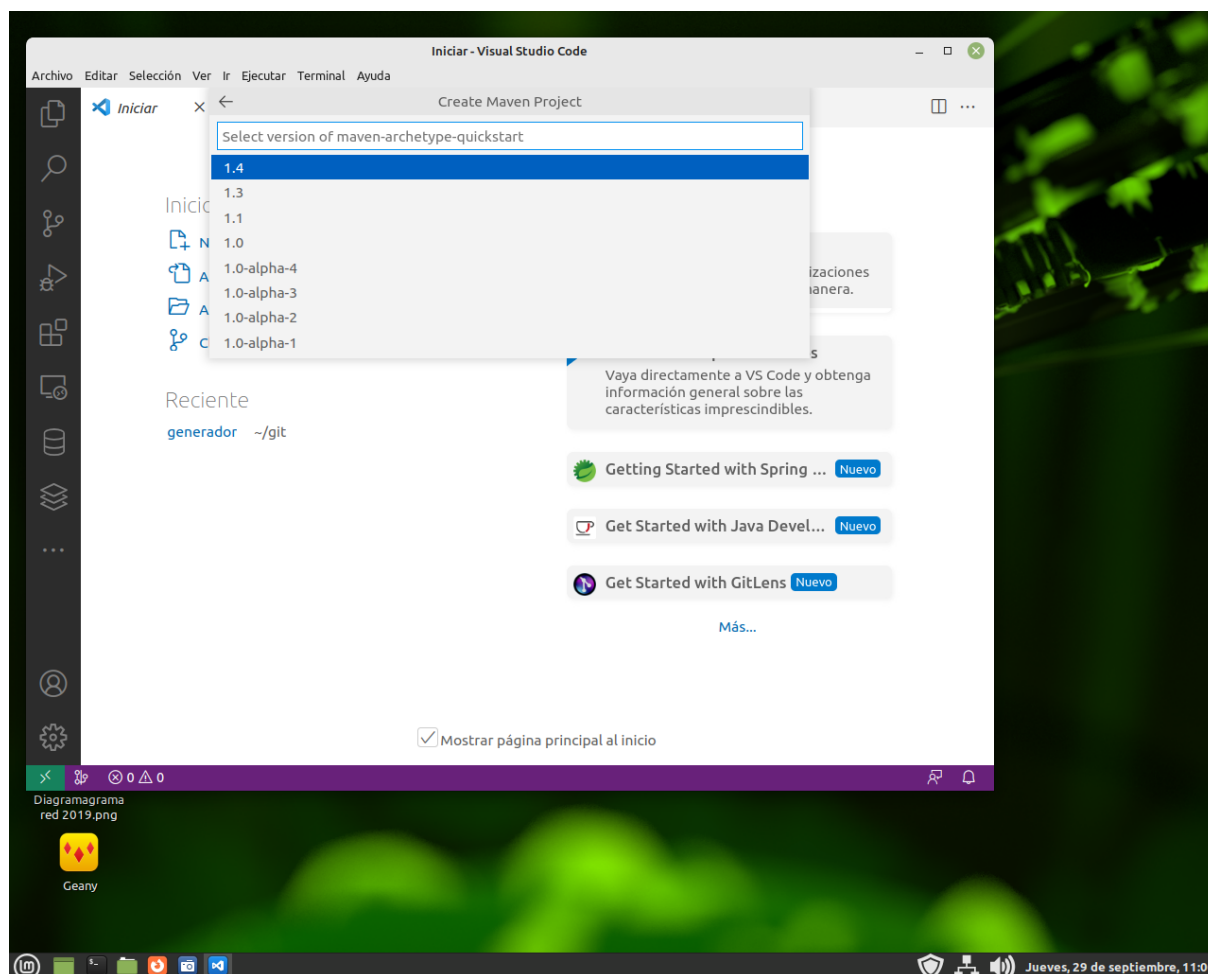 Iniciar - Visual Studio Code
Archivo Editar Selección Ver Ir Ejecutar Terminal Ayuda
Iniciar
Create Maven Project
Select version of maven-archetype-quickstart
1.4
1.3
1.1
1.0
1.0-alpha-4
1.0-alpha-3
1.0-alpha-2
1.0-alpha-1
Inicio
N
A
A
C
Reciente
generador ~/git
izaciones
anera.
s
Vaya directamente a VS Code y obtenga
información general sobre las
características imprescindibles.
Getting Started with Spring ... Nuevo
Get Started with Java Devel... Nuevo
Get Started with GitLens Nuevo
Más...
Mostrar página principal al inicio
0 0
Diagramagrama
red 2019.png
Geany
Jueves, 29 de septiembre, 11:0